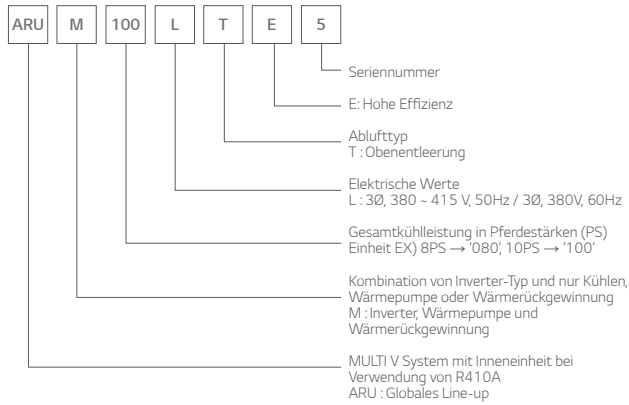 ARU M 100 L T E 5
Seriennummer
E: Hohe Effizienz
Ablufttyp
T : Obenentleerung
Elektrische Werte
L : 3Ø, 380 ~ 415 V, 50Hz / 3Ø, 380V, 60Hz
Gesamtkühlleistung in Pferdestärken (PS)
Einheit EX) 8PS → '080', 10PS → '100'
Kombination von Inverter-Typ und nur Kühlen,
Wärmepumpe oder Wärmerückgewinnung
M : Inverter, Wärmepumpe und
Wärmerückgewinnung
MULTI V System mit Inneneinheit bei
Verwendung von R410A
ARU : Globales Line-up